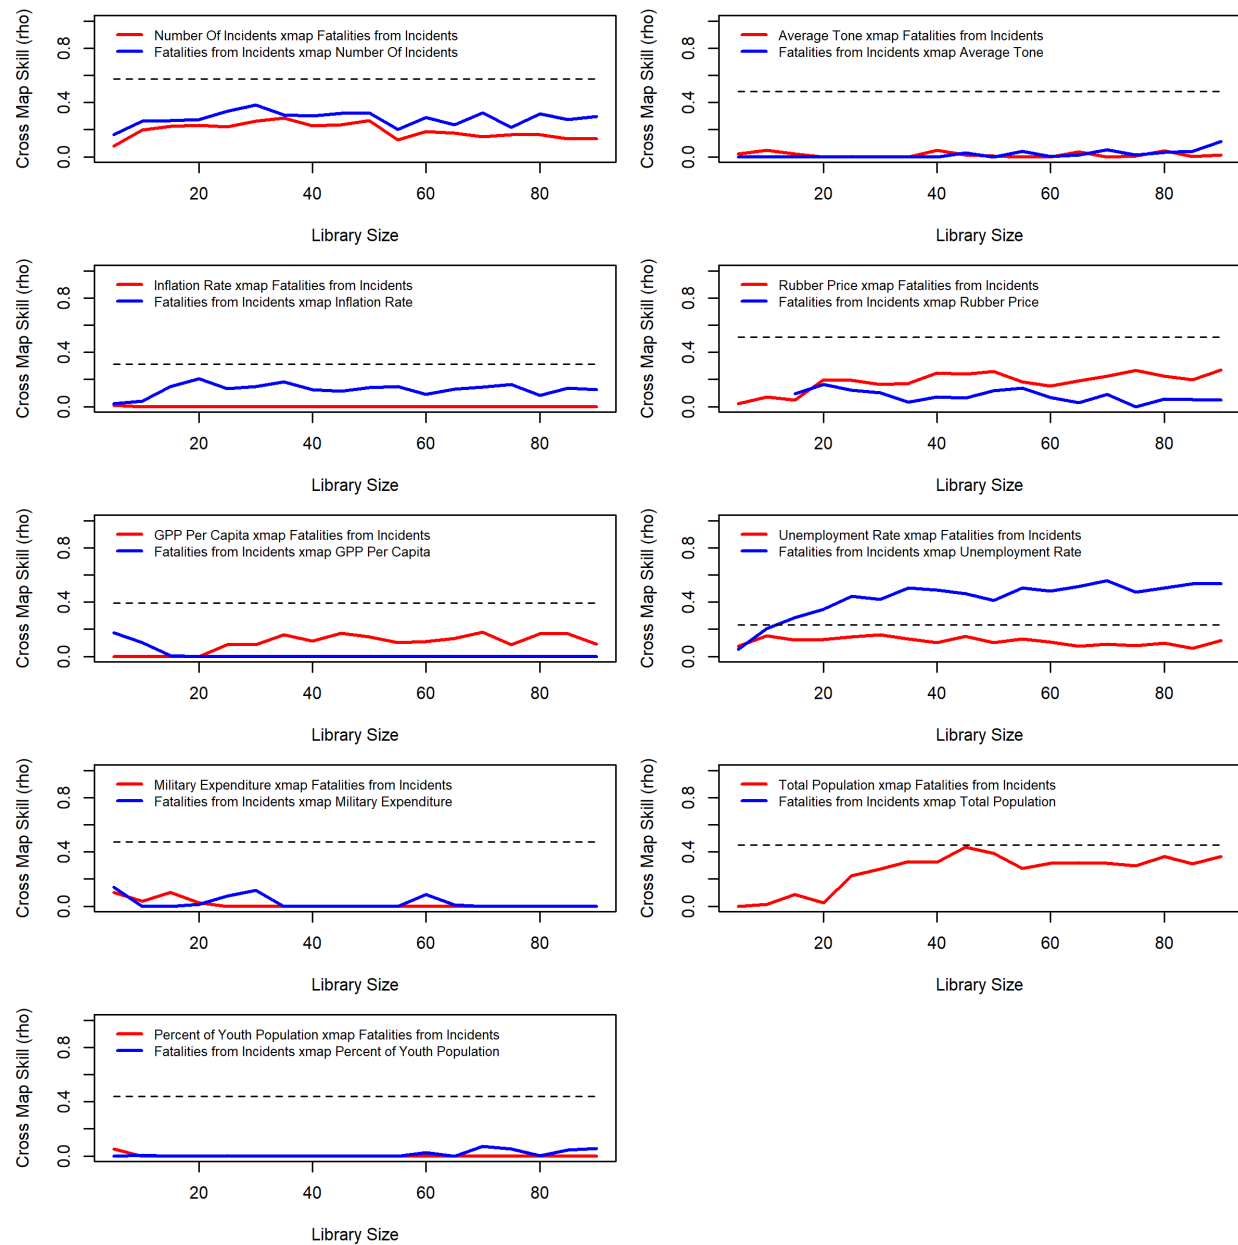 Number Of Incidents xmap Fatalities from Incidents
Fatalities from Incidents xmap Number Of Incidents
Cross Map Skill (rho)
0.8
0.4
0.0
20 40 60 80
Library Size
Average Tone xmap Fatalities from Incidents
Fatalities from Incidents xmap Average Tone
Cross Map Skill (rho)
0.8
0.4
0.0
20 40 60 80
Library Size
Inflation Rate xmap Fatalities from Incidents
Fatalities from Incidents xmap Inflation Rate
Cross Map Skill (rho)
0.8
0.4
0.0
20 40 60 80
Library Size
Rubber Price xmap Fatalities from Incidents
Fatalities from Incidents xmap Rubber Price
Cross Map Skill (rho)
0.8
0.4
0.0
20 40 60 80
Library Size
GPP Per Capita xmap Fatalities from Incidents
Fatalities from Incidents xmap GPP Per Capita
Cross Map Skill (rho)
0.8
0.4
0.0
20 40 60 80
Library Size
Unemployment Rate xmap Fatalities from Incidents
Fatalities from Incidents xmap Unemployment Rate
Cross Map Skill (rho)
0.8
0.4
0.0
20 40 60 80
Library Size
Military Expenditure xmap Fatalities from Incidents
Fatalities from Incidents xmap Military Expenditure
Cross Map Skill (rho)
0.8
0.4
0.0
20 40 60 80
Library Size
Total Population xmap Fatalities from Incidents
Fatalities from Incidents xmap Total Population
Cross Map Skill (rho)
0.8
0.4
0.0
20 40 60 80
Library Size
Percent of Youth Population xmap Fatalities from Incidents
Fatalities from Incidents xmap Percent of Youth Population
Cross Map Skill (rho)
0.8
0.4
0.0
20 40 60 80
Library Size